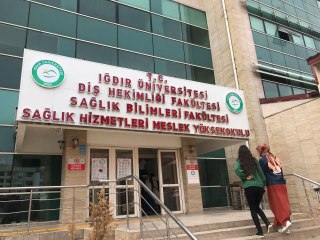 T.C.
IĞDIR ÜNİVERSİTESİ
DİŞ HEKİMLİĞİ FAKÜLTESİ
SAĞLIK BİLİMLERİ FAKÜLTESİ
SAĞLIK HİZMETLERİ MESLEK YÜKSEKOKULU